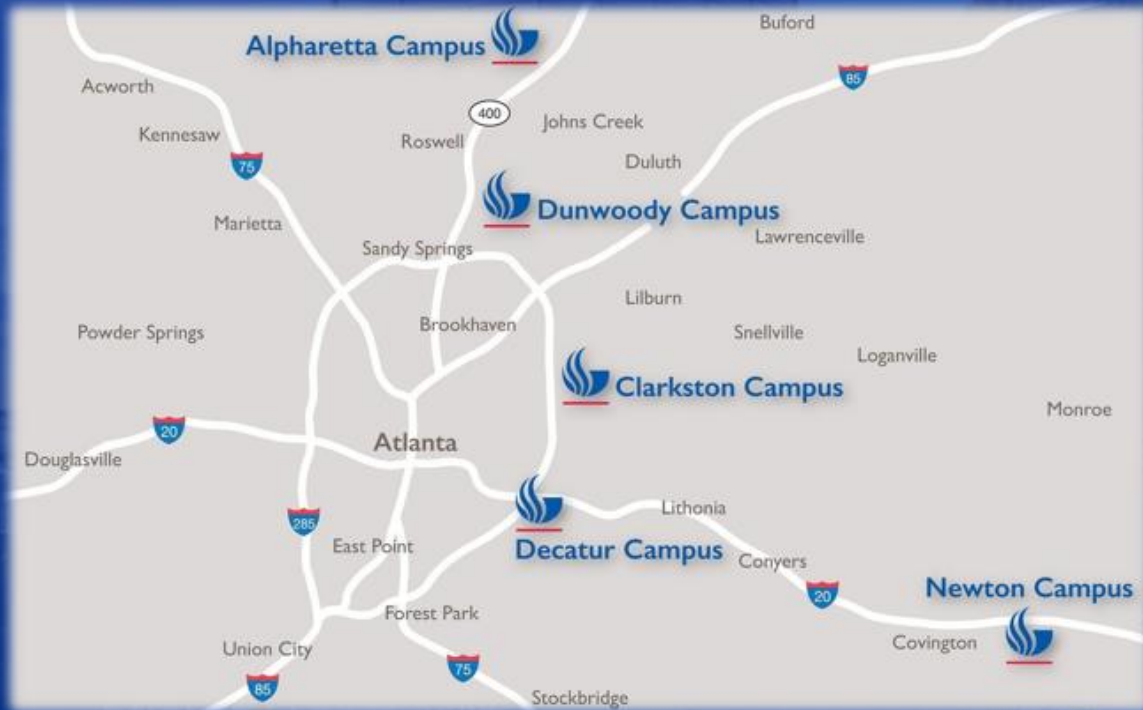 Buford
Alpharetta Campus
85
Acworth
400
Johns Creek
Kennesaw
Roswell
75
Duluth
Dunwoody Campus
Marietta
Lawrenceville
Sandy Springs
Lilburn
Brookhaven
Powder Springs
Snellville
Loganville
Clarkston Campus
Monroe
20
Atlanta
Douglasville
Lithonia
285
East Point
Decatur Campus
Conyers
Newton Campus
20
Forest Park
Covington
Union City
75
85
Stockbridge